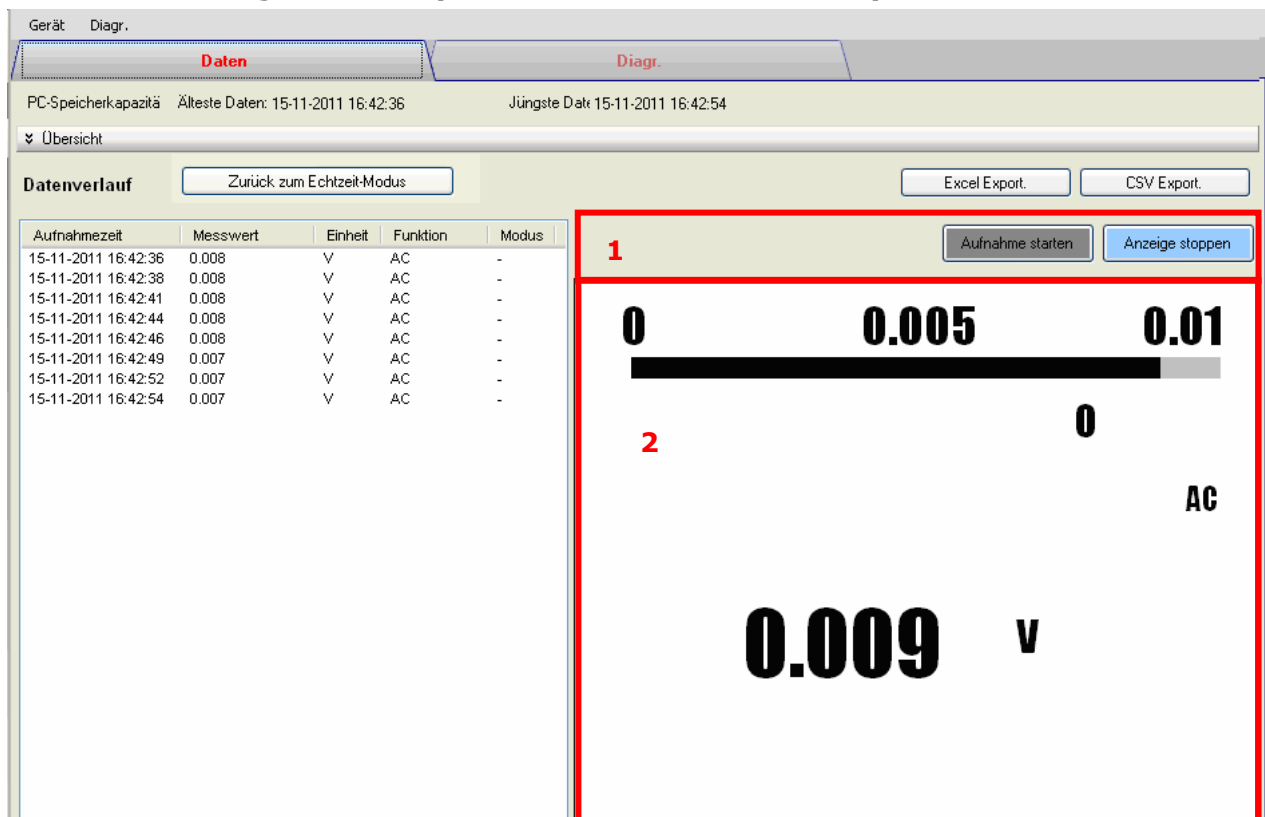 Gerät Diagr.
Daten Diagr.
PC-Speicherkapazitä Älteste Daten: 15-11-2011 16:42:36 Jüngste Date 15-11-2011 16:42:54
Übersicht
Datenverlauf Zurück zum Echtzeit-Modus Excel Export. CSV Export.
Aufnahmezeit Messwert Einheit Funktion Modus
15-11-2011 16:42:36 0.008 V AC -
15-11-2011 16:42:38 0.008 V AC -
15-11-2011 16:42:41 0.008 V AC -
15-11-2011 16:42:44 0.008 V AC -
15-11-2011 16:42:46 0.008 V AC -
15-11-2011 16:42:49 0.007 V AC -
15-11-2011 16:42:52 0.007 V AC -
15-11-2011 16:42:54 0.007 V AC -
1 Aufnahme starten Anzeige stoppen
0 0.005 0.01
0
2
AC
0.009 V